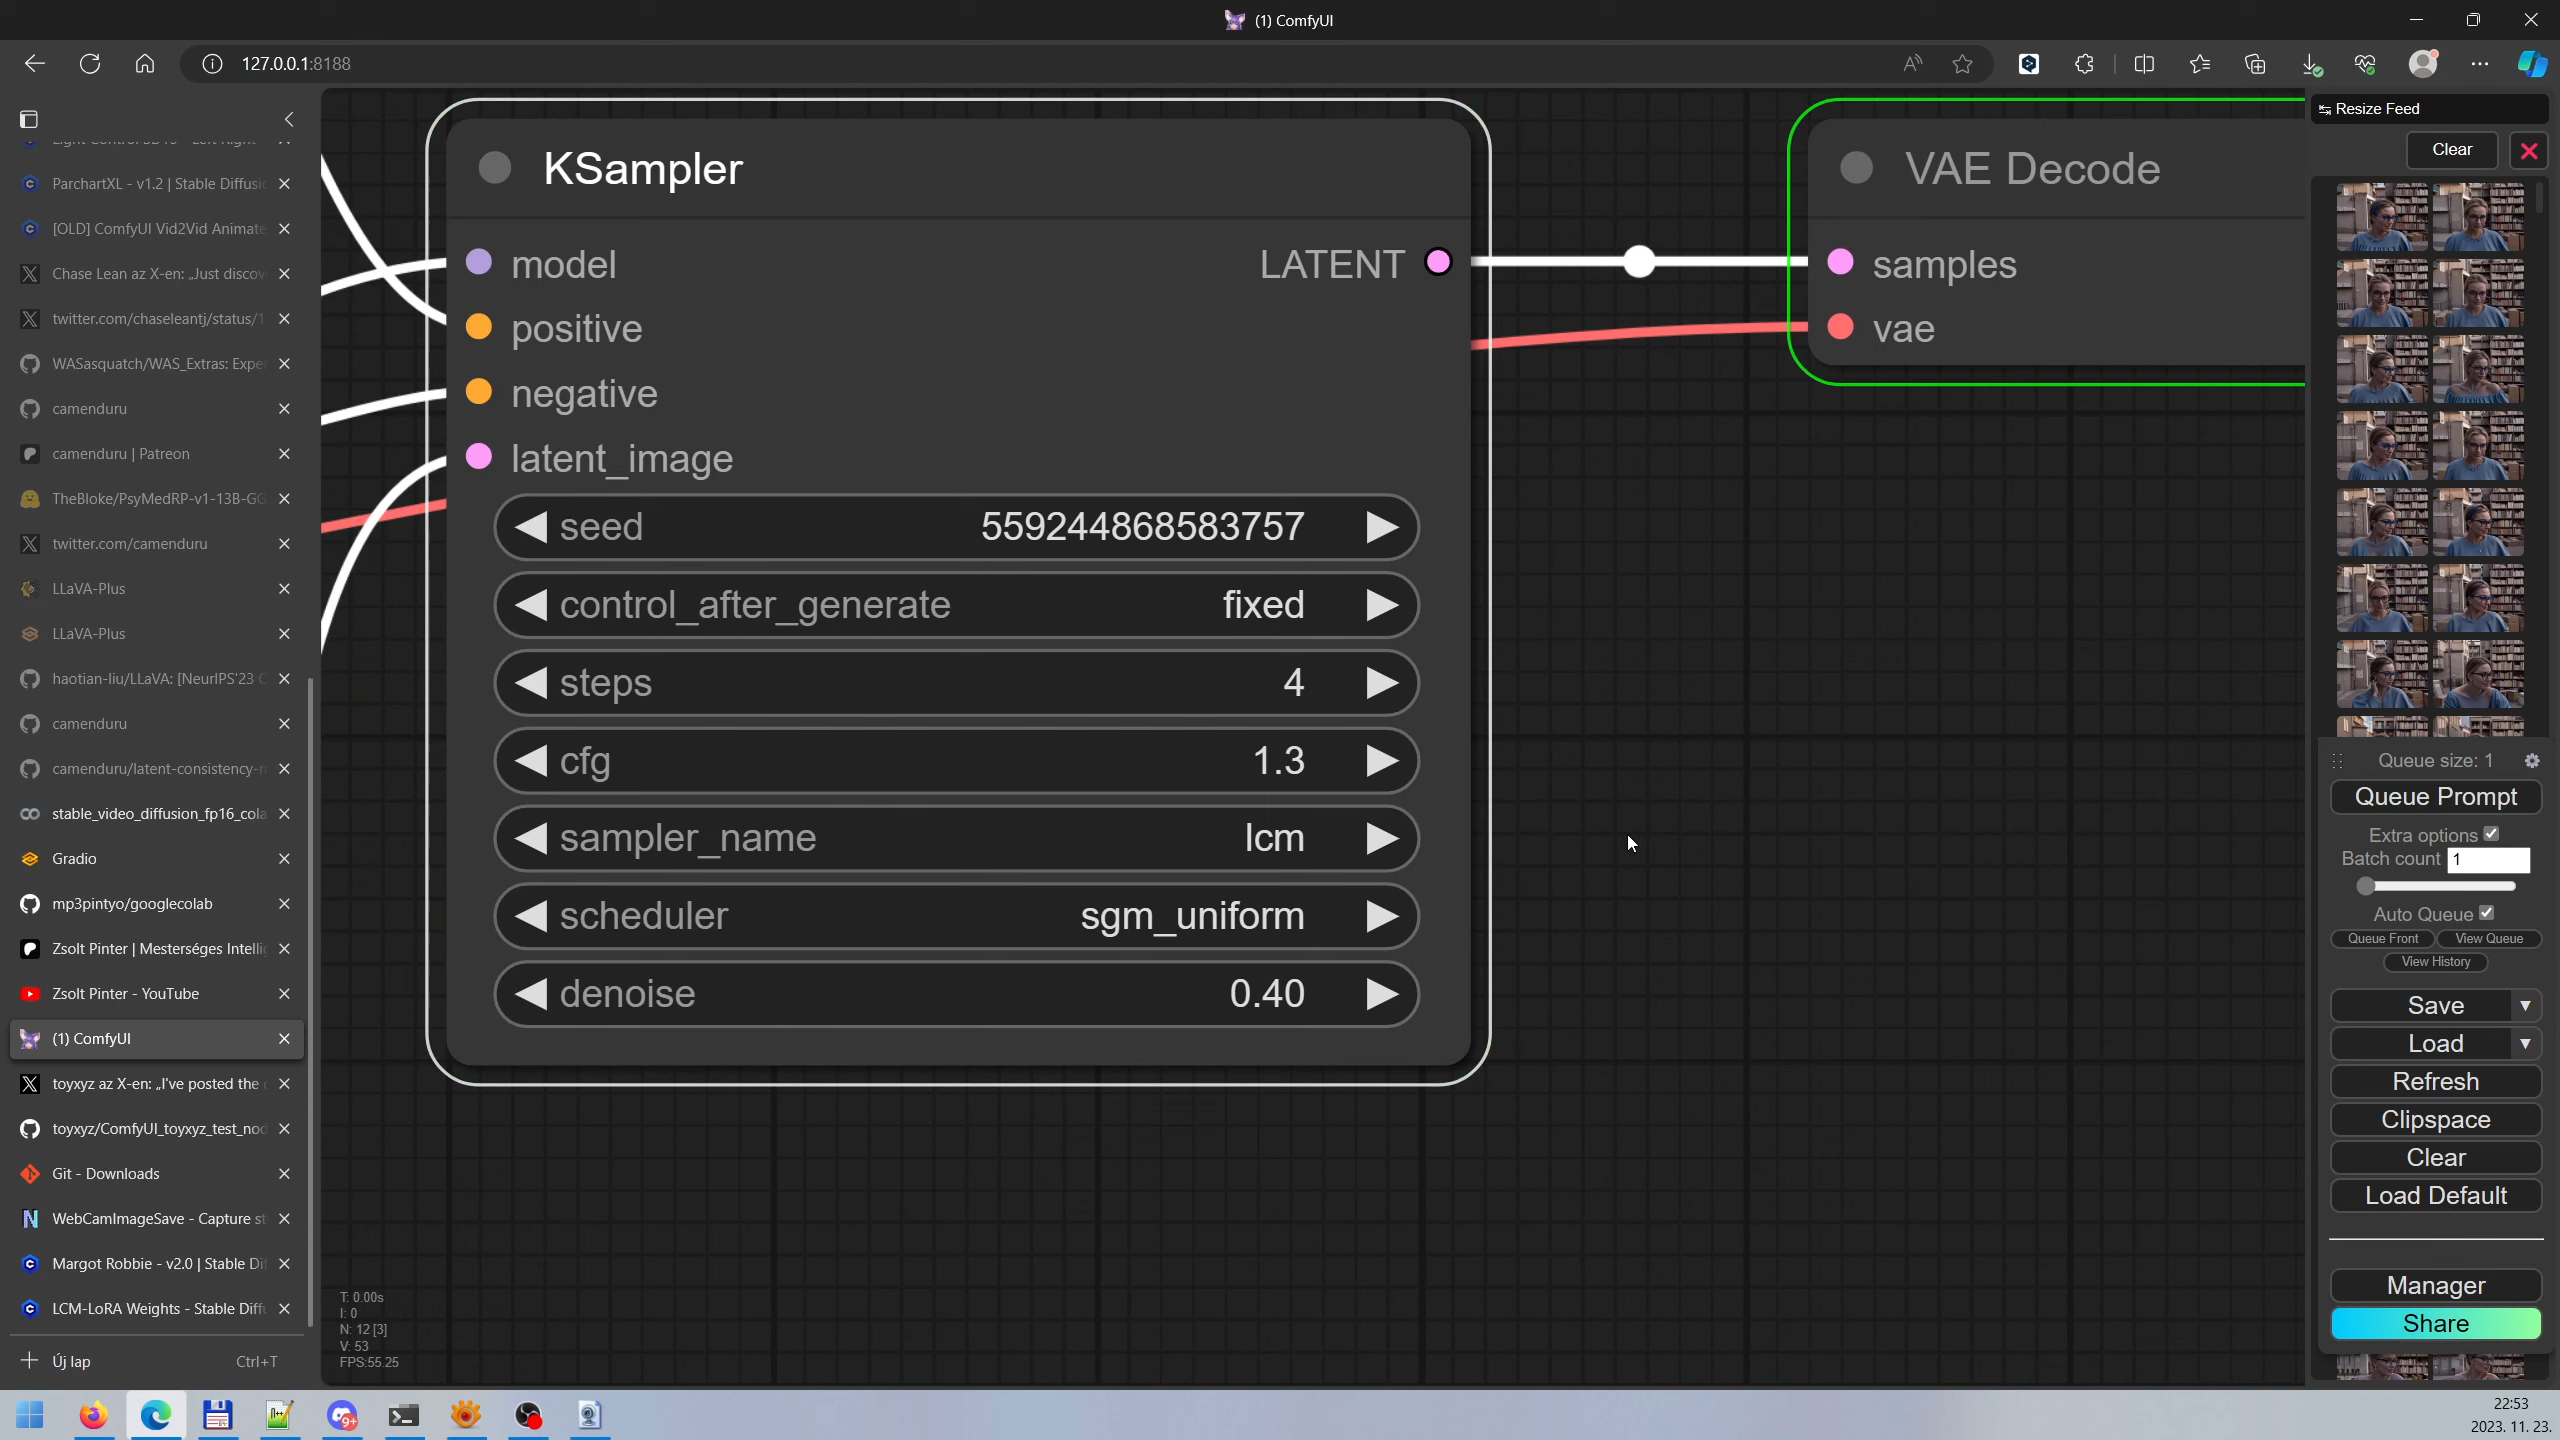 (1) ComfyUI
127.0.0.1:8188
ParchartXL - v1.2 | Stable Diffusi
[OLD] ComfyUI Vid2Vid Animate
Chase Lean az X-en: „Just discov
twitter.com/chaseleantj/status/1
WASasquatch/WAS_Extras: Expe
camenduru
camenduru | Patreon
TheBloke/PsyMedRP-v1-13B-GG
twitter.com/camenduru
LLaVA-Plus
LLaVA-Plus
haotian-liu/LLaVA: [NeurIPS'23 O
camenduru
camenduru/latent-consistency-m
stable_video_diffusion_fp16_cola
Gradio
mp3pintyo/googlecolab
Zsolt Pinter | Mesterséges Intelli
Zsolt Pinter - YouTube
(1) ComfyUI
toyxyz az X-en: „I've posted the
toyxyz/ComfyUI_toyxyz_test_nod
Git - Downloads
WebCamImageSave - Capture st
Margot Robbie - v2.0 | Stable Dif
LCM-LoRA Weights - Stable Diffu
Új lap Ctrl+T
KSampler
model LATENT
positive
negative
latent_image
seed 559244868583757
control_after_generate fixed
steps 4
cfg 1.3
sampler_name lcm
scheduler sgm_uniform
denoise 0.40
VAE Decode
samples
vae
T: 0.00s
I: 0
N: 12 [3]
V: 53
FPS:55.25
Resize Feed
Clear
Queue size: 1
Queue Prompt
Extra options
Batch count 1
Auto Queue
Queue Front View Queue
View History
Save
Load
Refresh
Clipspace
Clear
Load Default
Manager
Share
9+
22:53
2023. 11. 23.